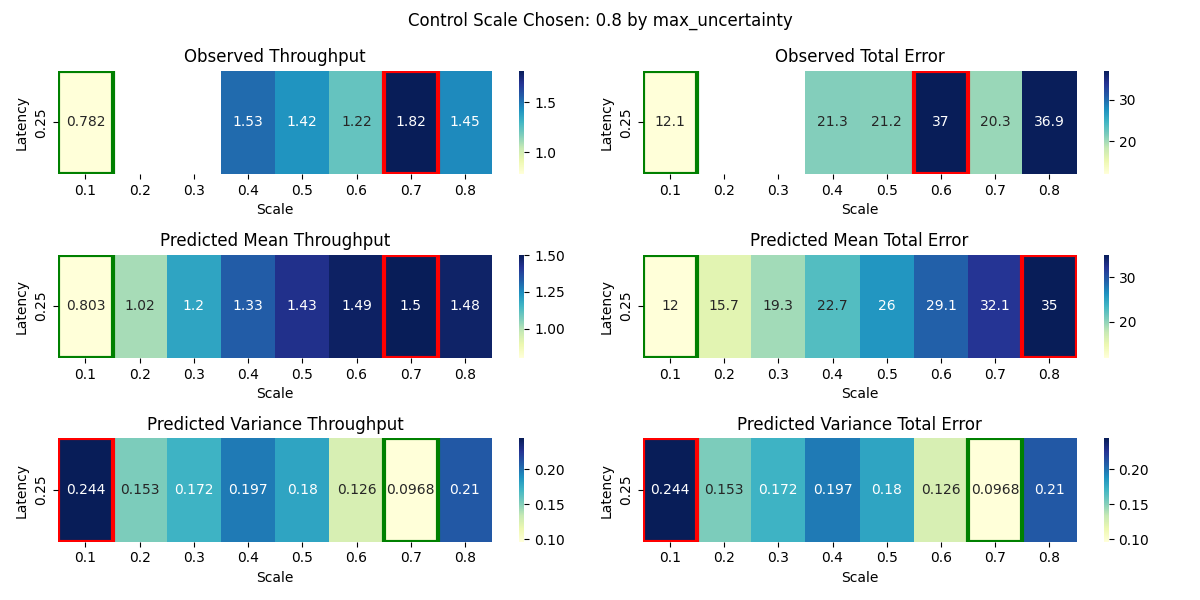 Control Scale Chosen: 0.8 by max_uncertainty
Observed Throughput
Latency
0.25
0.782 1.53 1.42 1.22 1.82 1.45
0.1 0.2 0.3 0.4 0.5 0.6 0.7 0.8
Scale
1.5
1.0
Observed Total Error
Latency
0.25
12.1 21.3 21.2 37 20.3 36.9
0.1 0.2 0.3 0.4 0.5 0.6 0.7 0.8
Scale
30
20
Predicted Mean Throughput
Latency
0.25
0.803 1.02 1.2 1.33 1.43 1.49 1.5 1.48
0.1 0.2 0.3 0.4 0.5 0.6 0.7 0.8
Scale
1.50
1.25
1.00
Predicted Mean Total Error
Latency
0.25
12 15.7 19.3 22.7 26 29.1 32.1 35
0.1 0.2 0.3 0.4 0.5 0.6 0.7 0.8
Scale
30
20
Predicted Variance Throughput
Latency
0.25
0.244 0.153 0.172 0.197 0.18 0.126 0.0968 0.21
0.1 0.2 0.3 0.4 0.5 0.6 0.7 0.8
Scale
0.20
0.15
0.10
Predicted Variance Total Error
Latency
0.25
0.244 0.153 0.172 0.197 0.18 0.126 0.0968 0.21
0.1 0.2 0.3 0.4 0.5 0.6 0.7 0.8
Scale
0.20
0.15
0.10